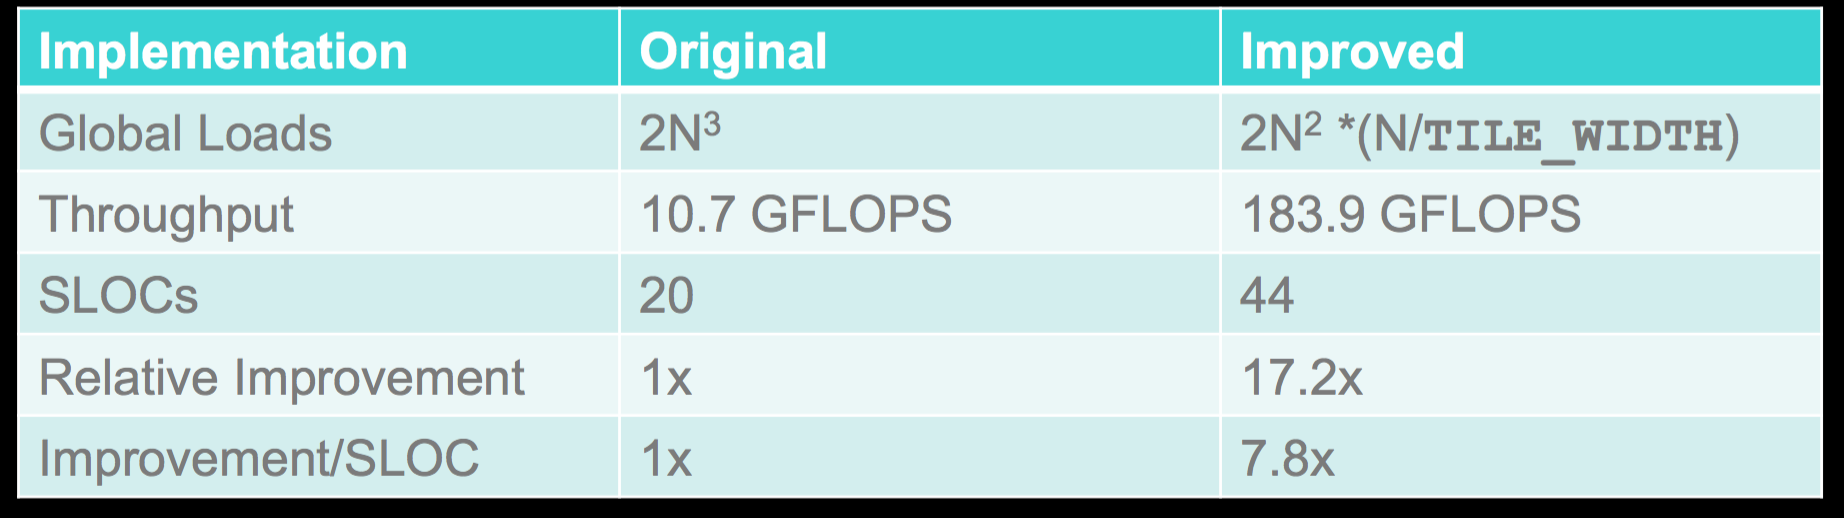 Implementation Original Improved
Global Loads 2N³ 2N² *(N/TILE_WIDTH)
Throughput 10.7 GFLOPS 183.9 GFLOPS
SLOCs 20 44
Relative Improvement 1x 17.2x
Improvement/SLOC 1x 7.8x